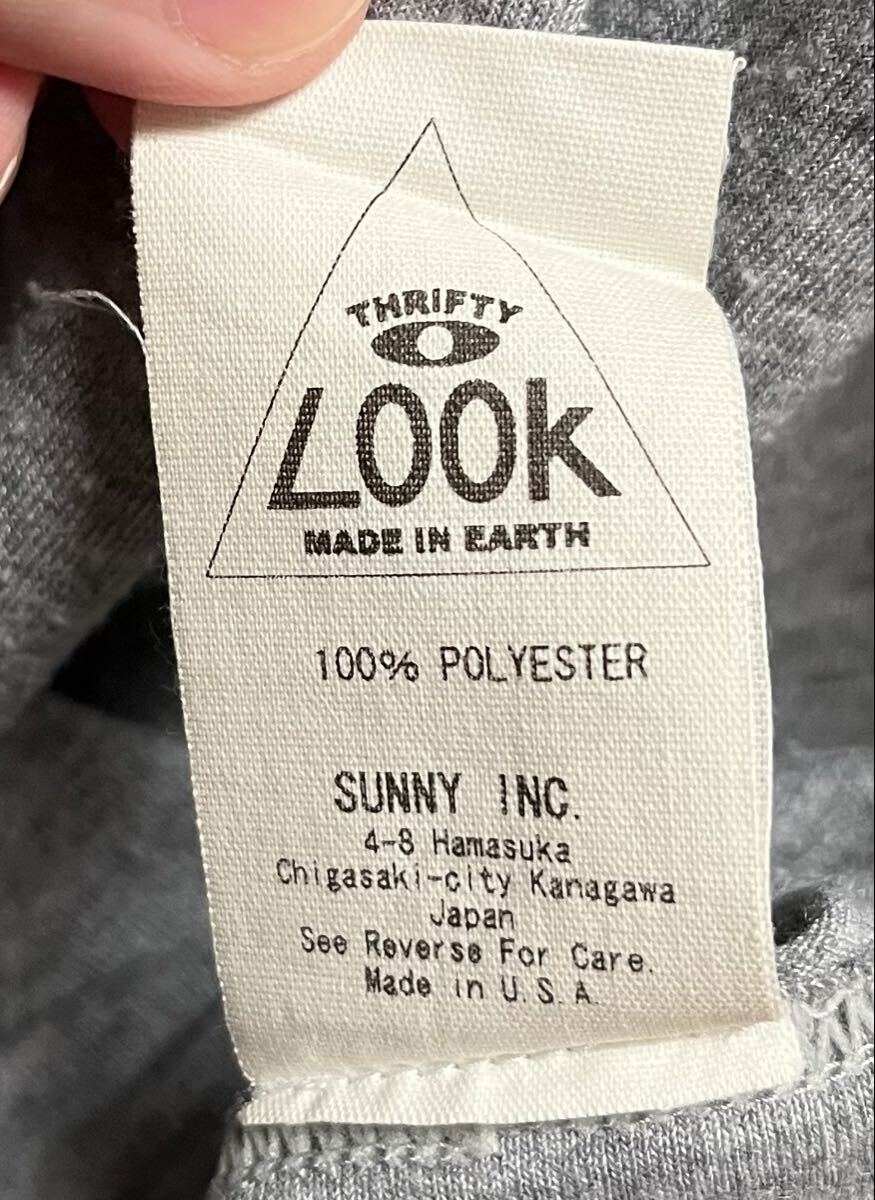 THRIFTY
LOOk
MADE IN EARTH
100% POLYESTER
SUNNY INC.
4-8 Hamasuka
Chigasaki-city Kanagawa
Japan
See Reverse For Care.
Made in U.S.A.